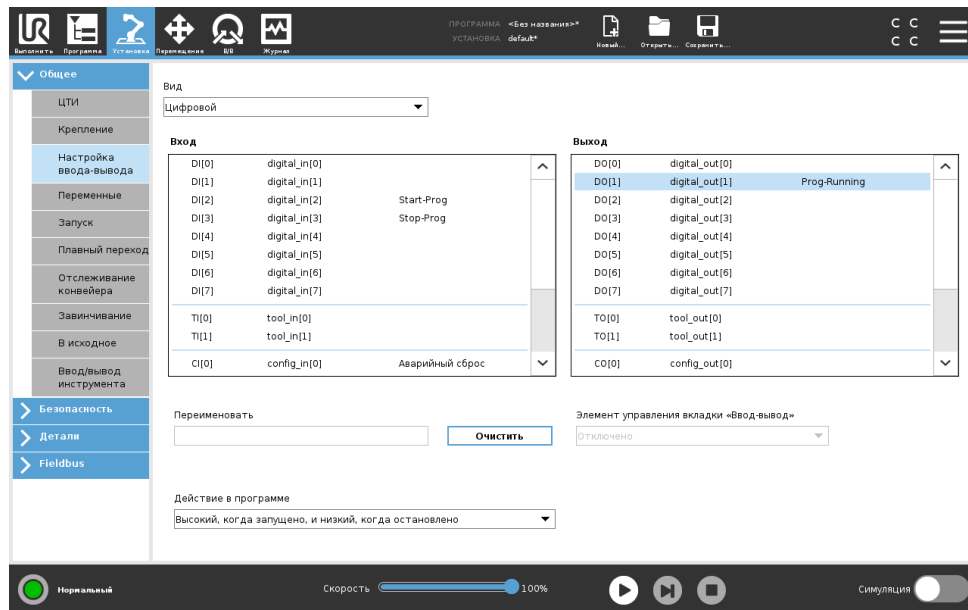 UR
Выполнить Программа Установка Перемещение В/В Журнал
ПРОГРАММА <Без названия>*
УСТАНОВКА default*
Новый... Открыть... Сохранить...
C C
C C
Общее
ЦТИ
Крепление
Настройка
ввода-вывода
Переменные
Запуск
Плавный переход
Отслеживание
конвейера
Завинчивание
В исходное
Ввод/вывод
инструмента
Безопасность
Детали
Fieldbus
Вид
Цифровой
Вход
DI[0] digital_in[0]
DI[1] digital_in[1]
DI[2] digital_in[2] Start-Prog
DI[3] digital_in[3] Stop-Prog
DI[4] digital_in[4]
DI[5] digital_in[5]
DI[6] digital_in[6]
DI[7] digital_in[7]
TI[0] tool_in[0]
TI[1] tool_in[1]
CI[0] config_in[0] Аварийный сброс
Выход
DO[0] digital_out[0]
DO[1] digital_out[1] Prog-Running
DO[2] digital_out[2]
DO[3] digital_out[3]
DO[4] digital_out[4]
DO[5] digital_out[5]
DO[6] digital_out[6]
DO[7] digital_out[7]
TO[0] tool_out[0]
TO[1] tool_out[1]
CO[0] config_out[0]
Переименовать
Очистить
Элемент управления вкладки «Ввод-вывод»
Отключено
Действие в программе
Высокий, когда запущено, и низкий, когда остановлено
Нормальный
Скорость 100%
Симуляция